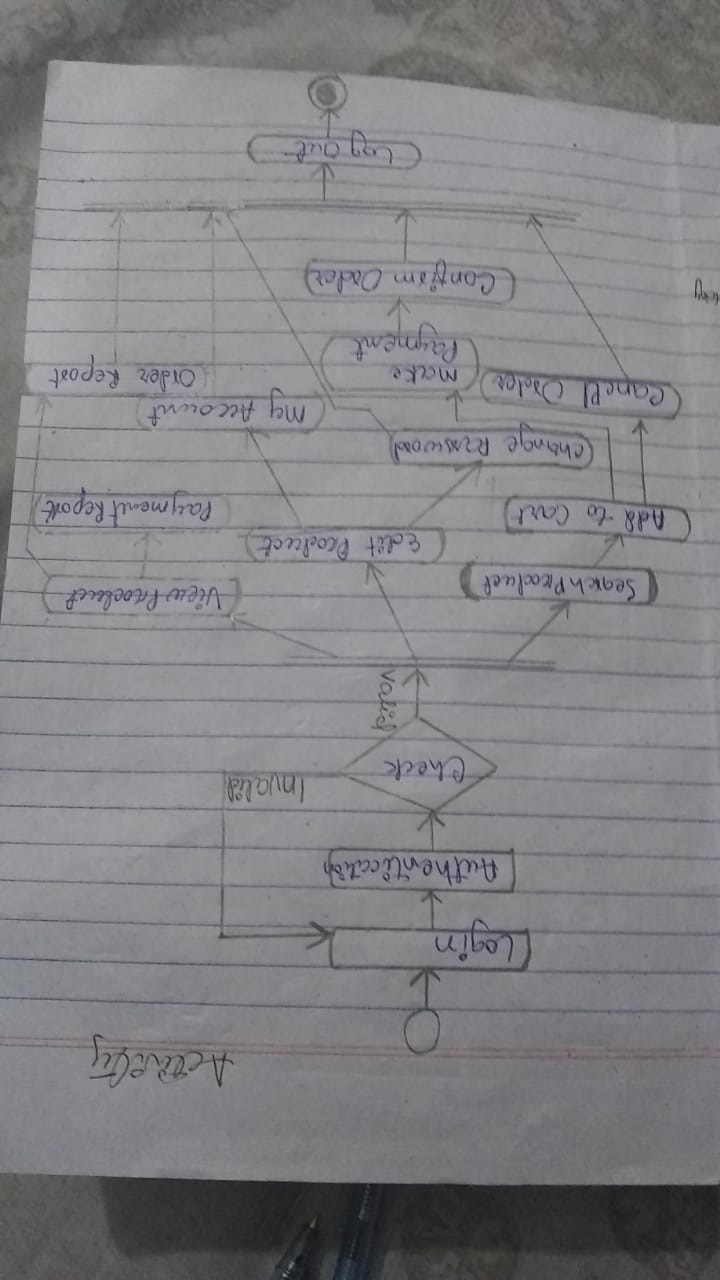 Activity
Login
Authentication
Check
Invalid
valid
Search Product
View Product
Edit Product
Add to Cart
Payment Report
Change Password
My Account
Canell Order
Make
Payment
Order Report
Confirm Order
Log Out